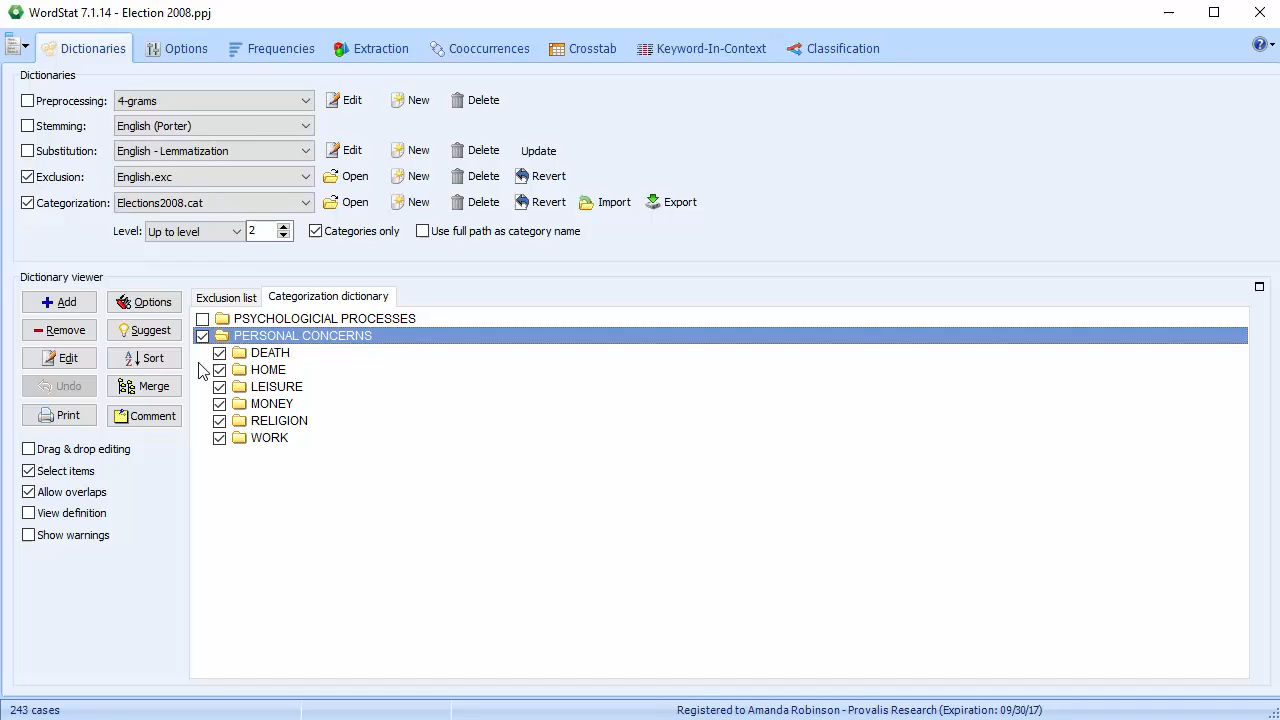 WordStat 7.1.14 - Election 2008.ppj
Dictionaries Options Frequencies Extraction Cooccurrences Crosstab Keyword-In-Context Classification
Dictionaries
Preprocessing: 4-grams Edit New Delete
Stemming: English (Porter)
Substitution: English - Lemmatization Edit New Delete Update
Exclusion: English.exc Open New Delete Revert
Categorization: Elections2008.cat Open New Delete Revert Import Export
Level: Up to level 2 Categories only Use full path as category name
Dictionary viewer
Add Options
Remove Suggest
Edit Sort
Undo Merge
Print Comment
Drag & drop editing
Select items
Allow overlaps
View definition
Show warnings
Exclusion list Categorization dictionary
PSYCHOLOGICIAL PROCESSES
PERSONAL CONCERNS
DEATH
HOME
LEISURE
MONEY
RELIGION
WORK
243 cases Registered to Amanda Robinson - Provalis Research (Expiration: 09/30/17)